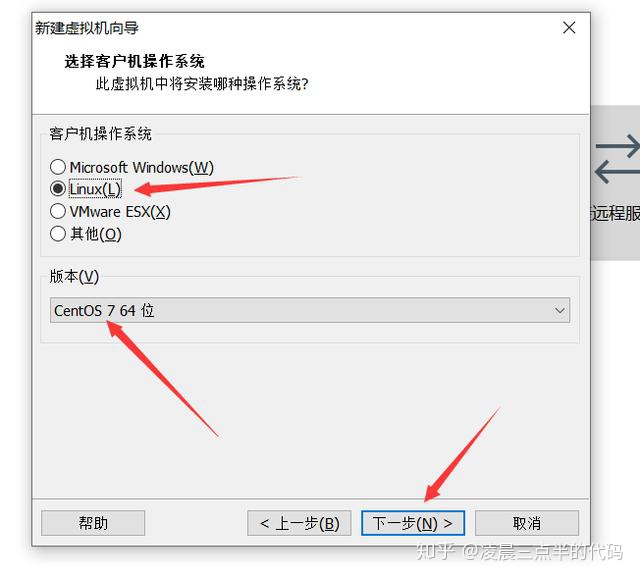 新建虚拟机向导
选择客户机操作系统
此虚拟机中将安装哪种操作系统?
客户机操作系统
Microsoft Windows(W)
Linux(L)
VMware ESX(X)
其他(O)
版本(V)
CentOS 7 64 位
远程服
帮助
< 上一步(B)
下一步(N) >
取消
知乎 @凌晨三点半的代码